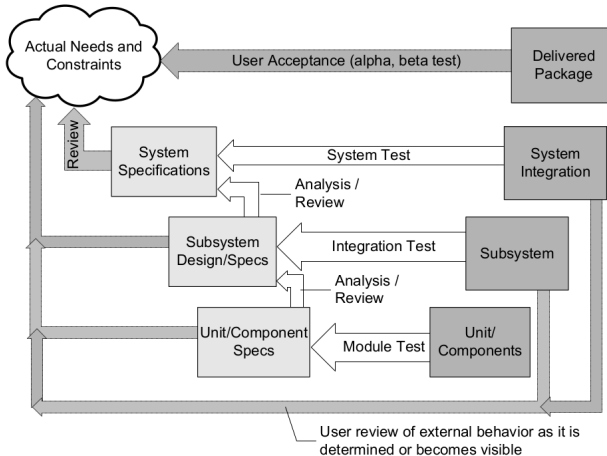 Actual Needs and
Constraints
User Acceptance (alpha, beta test)
Delivered
Package
Review
System
Specifications
System Test
System
Integration
Analysis /
Review
Subsystem
Design/Specs
Integration Test
Subsystem
Analysis /
Review
Unit/Component
Specs
Module Test
Unit/
Components
User review of external behavior as it is
determined or becomes visible